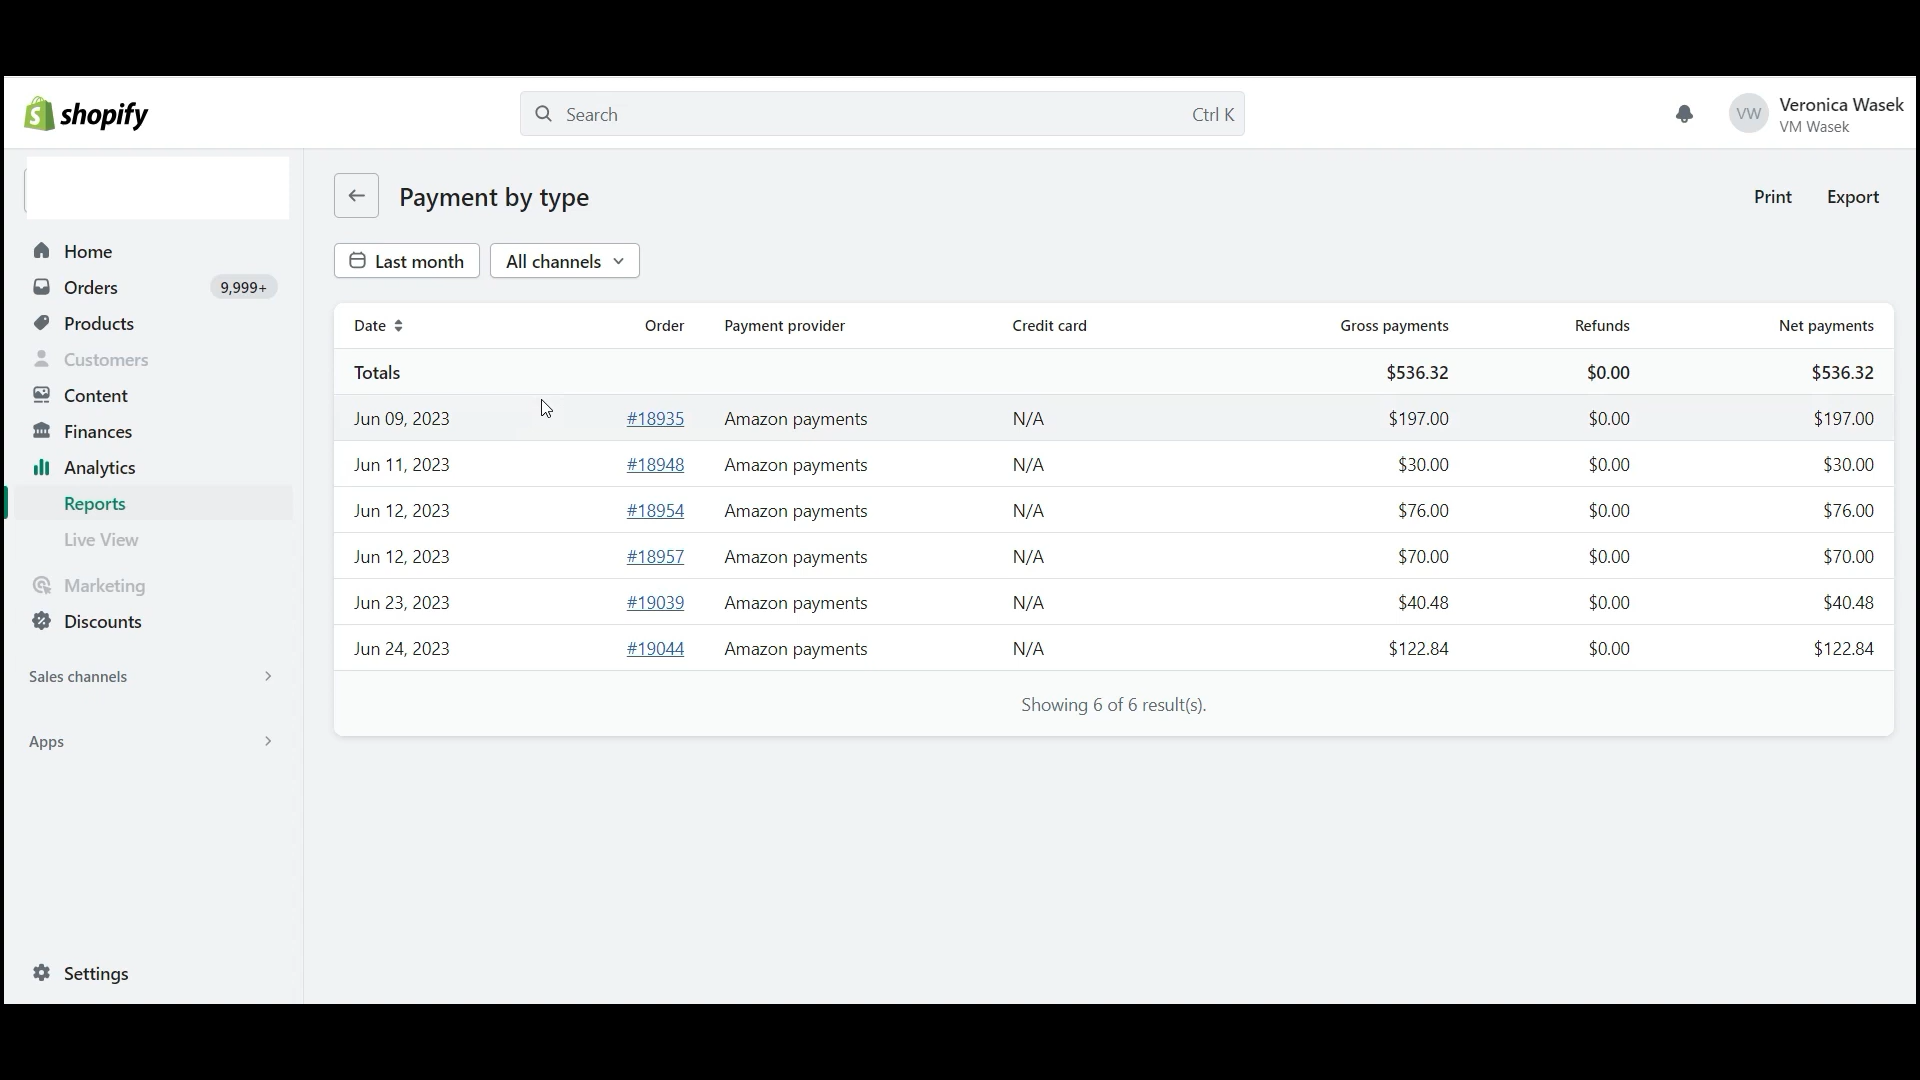 shopify
Search
Ctrl K
VW
Veronica Wasek
VM Wasek
Home
Orders 9,999+
Products
Customers
Content
Finances
Analytics
Reports
Live View
Marketing
Discounts
Sales channels
Apps
Settings
Payment by type
Print Export
Last month All channels
Date Order Payment provider Credit card Gross payments Refunds Net payments
Totals $536.32 $0.00 $536.32
Jun 09, 2023 #18935 Amazon payments N/A $197.00 $0.00 $197.00
Jun 11, 2023 #18948 Amazon payments N/A $30.00 $0.00 $30.00
Jun 12, 2023 #18954 Amazon payments N/A $76.00 $0.00 $76.00
Jun 12, 2023 #18957 Amazon payments N/A $70.00 $0.00 $70.00
Jun 23, 2023 #19039 Amazon payments N/A $40.48 $0.00 $40.48
Jun 24, 2023 #19044 Amazon payments N/A $122.84 $0.00 $122.84
Showing 6 of 6 result(s).